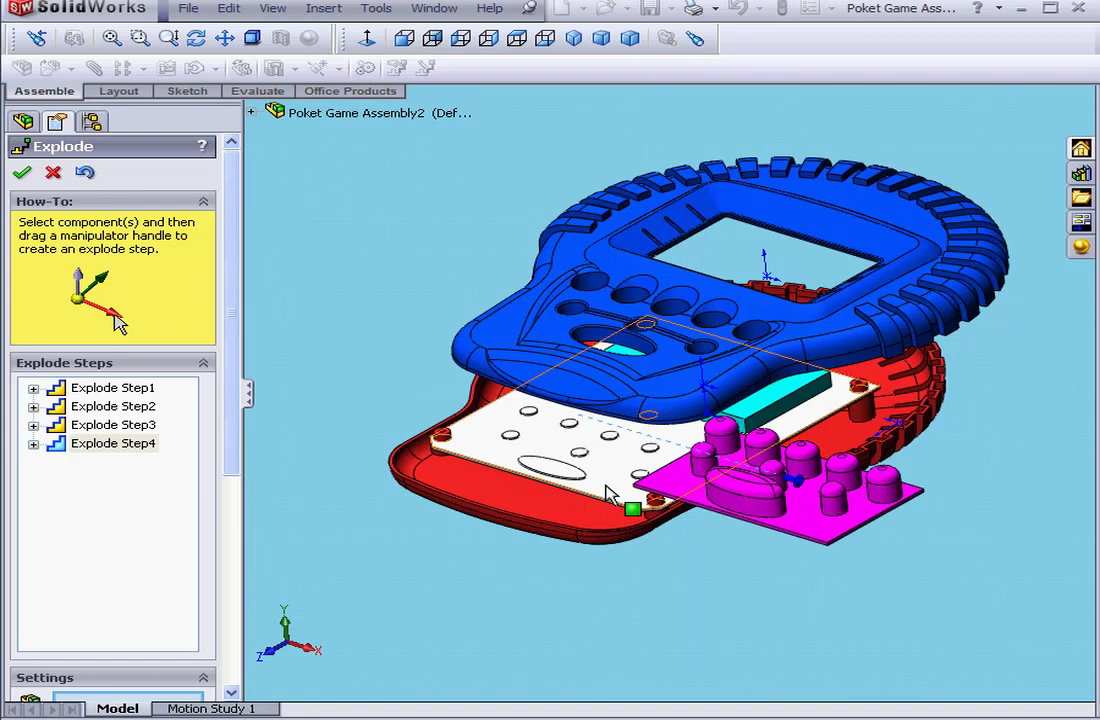 SolidWorks File Edit View Insert Tools Window Help Poket Game Ass... ?
Assemble Layout Sketch Evaluate Office Products
Poket Game Assembly2 (Def...
Explode ?
How-To:
Select component(s) and then
drag a manipulator handle to
create an explode step.
Explode Steps
Explode Step1
Explode Step2
Explode Step3
Explode Step4
Y
Z X
Settings
Model Motion Study 1